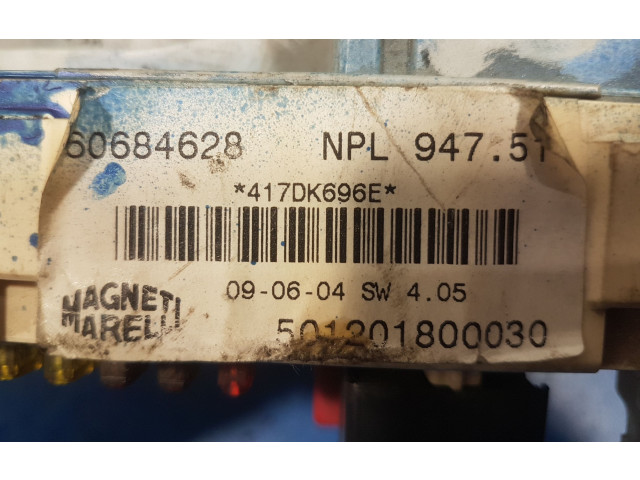 60684628 NPL 947.51
*417DK696E*
09-06-04 SW 4.05
MAGNETI
MARELLI
501201800030